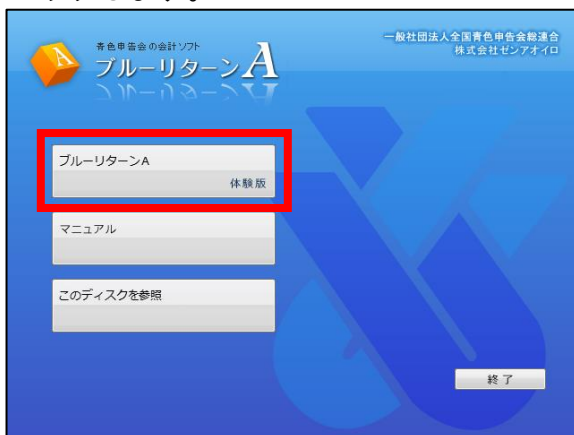 青色申告会の会計ソフト
ブルーリターンA
一般社団法人全国青色申告会総連合
株式会社ゼンアオイロ
ブルーリターンA
体験版
マニュアル
このディスクを参照
終了